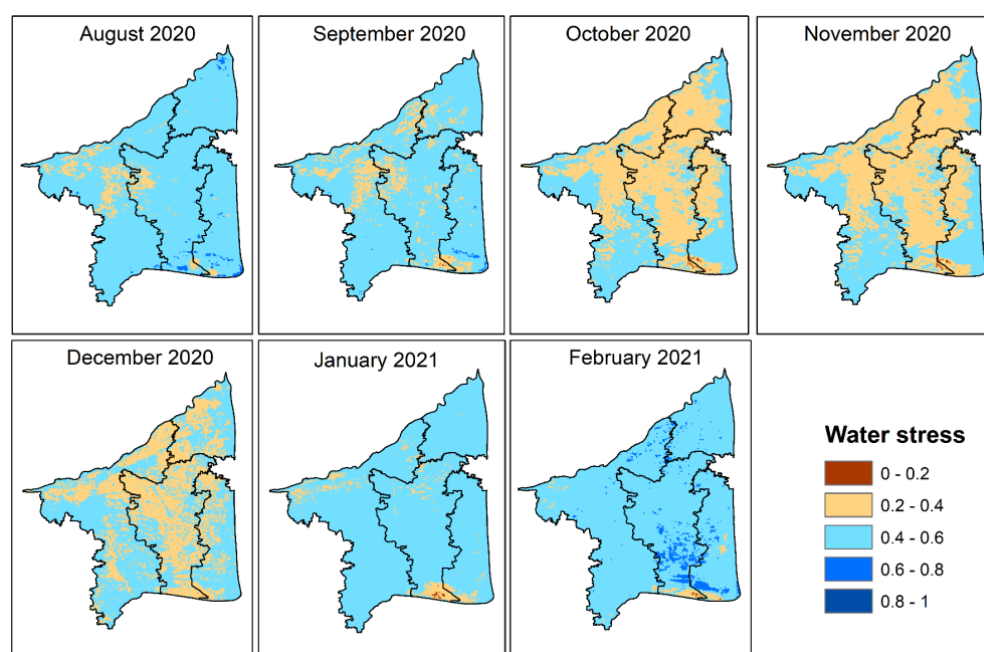 August 2020
September 2020
October 2020
November 2020
December 2020
January 2021
February 2021
Water stress
0 - 0.2
0.2 - 0.4
0.4 - 0.6
0.6 - 0.8
0.8 - 1